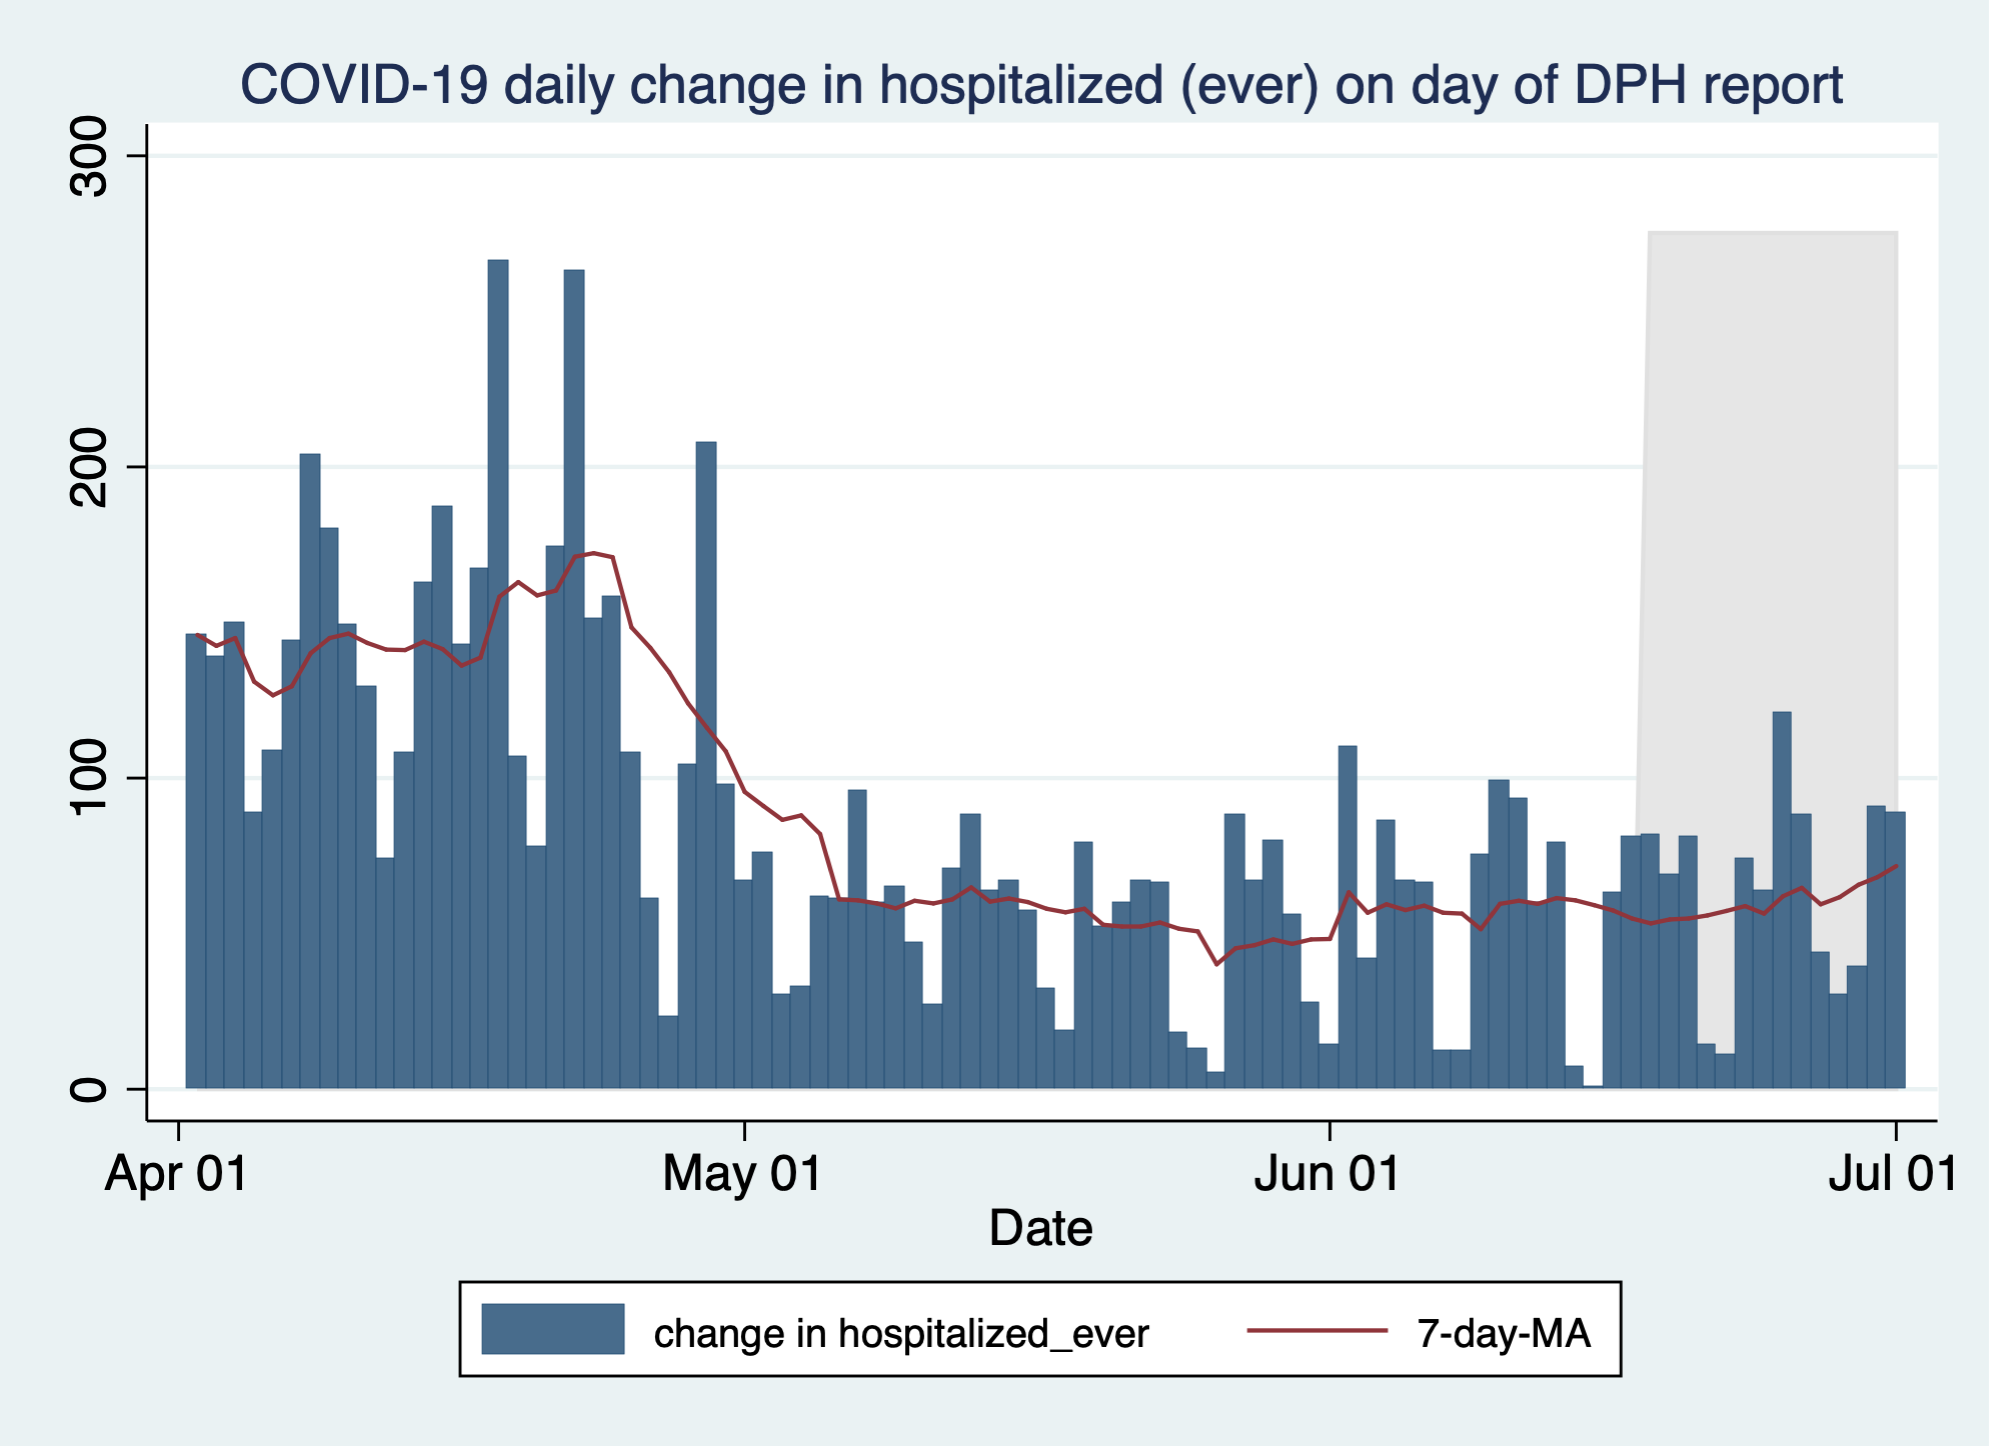 COVID-19 daily change in hospitalized (ever) on day of DPH report
300
200
100
0
Apr 01 May 01 Jun 01 Jul 01
Date
change in hospitalized_ever 7-day-MA